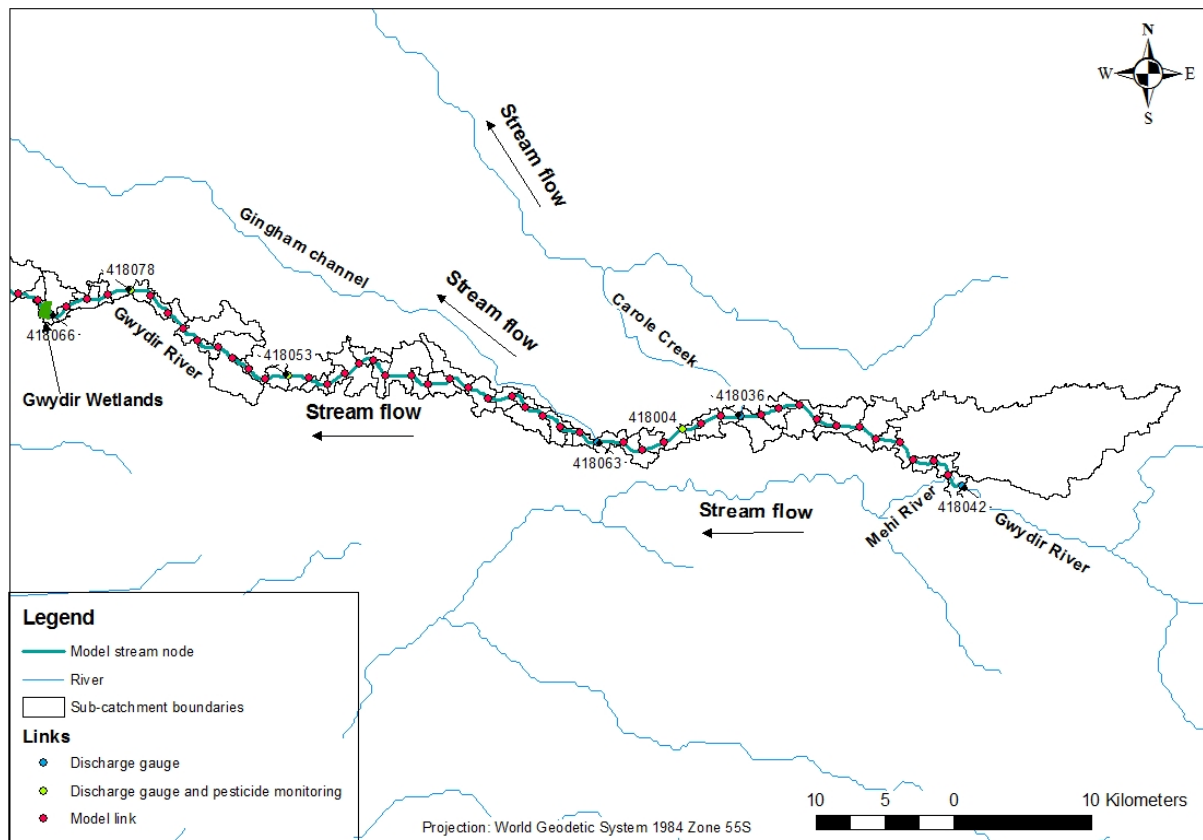 N
W E
S
Stream flow
Gingham channel
Stream flow
418078
Carole Creek
418066
Gwydir River
418053
Gwydir Wetlands
Stream flow
418036
418004
418063
Stream flow
Mehi River
418042
Gwydir River
Legend
Model stream node
River
Sub-catchment boundaries
Links
Discharge gauge
Discharge gauge and pesticide monitoring
Model link
10 5 0 10 Kilometers
Projection: World Geodetic System 1984 Zone 55S